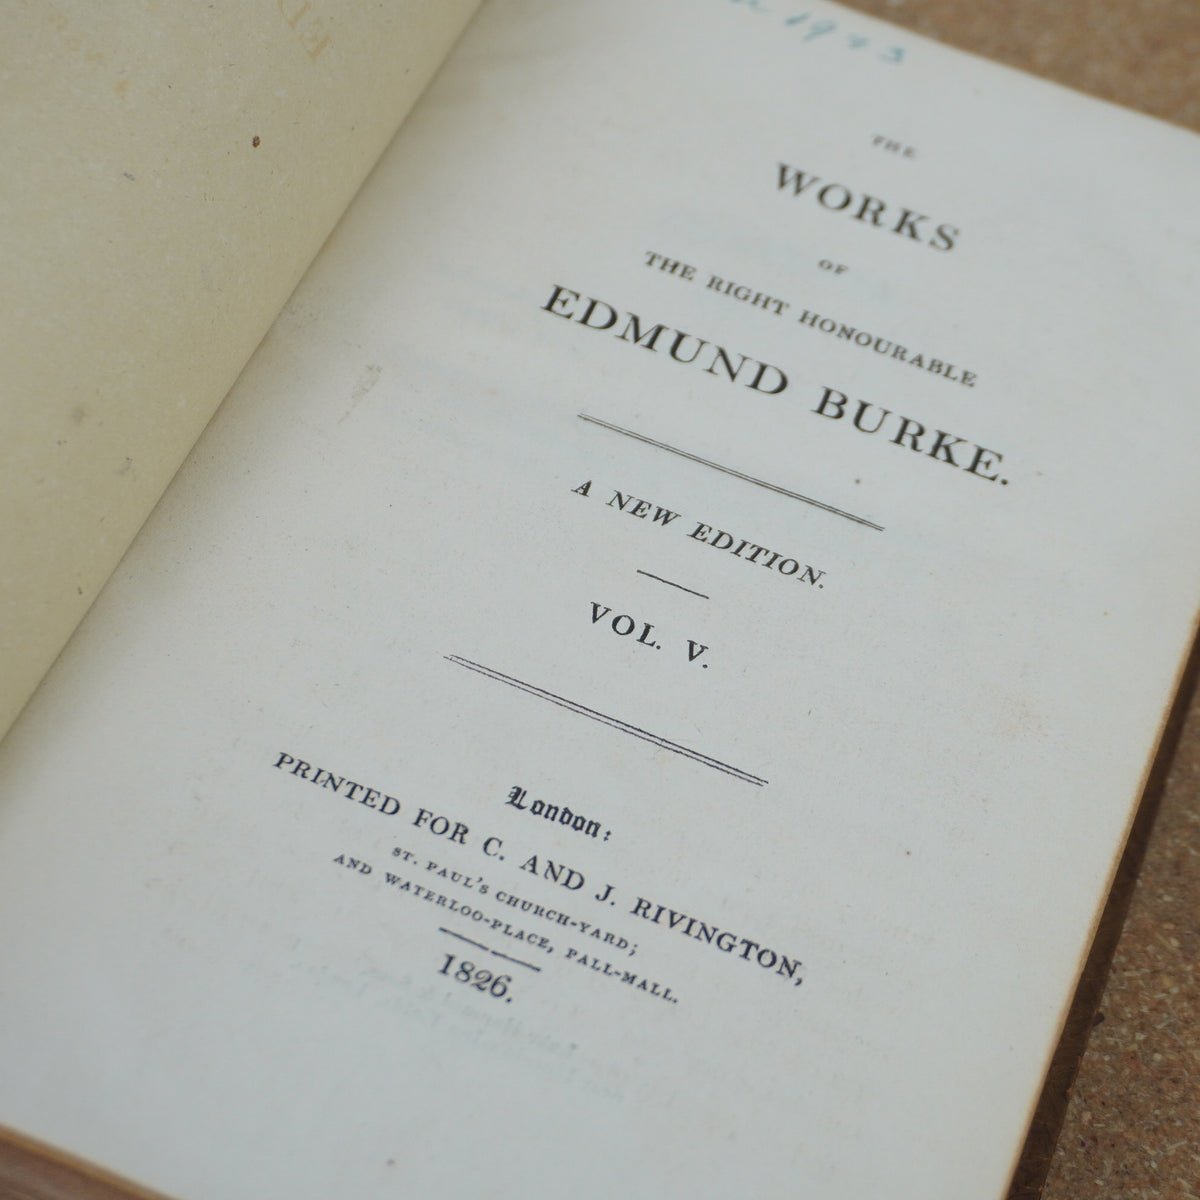 1943
THE
WORKS
OF
THE RIGHT HONOURABLE
EDMUND BURKE.
A NEW EDITION.
VOL. V.
London:
PRINTED FOR C. AND J. RIVINGTON,
ST. PAUL'S CHURCH-YARD;
AND WATERLOO-PLACE, PALL-MALL.
1826.